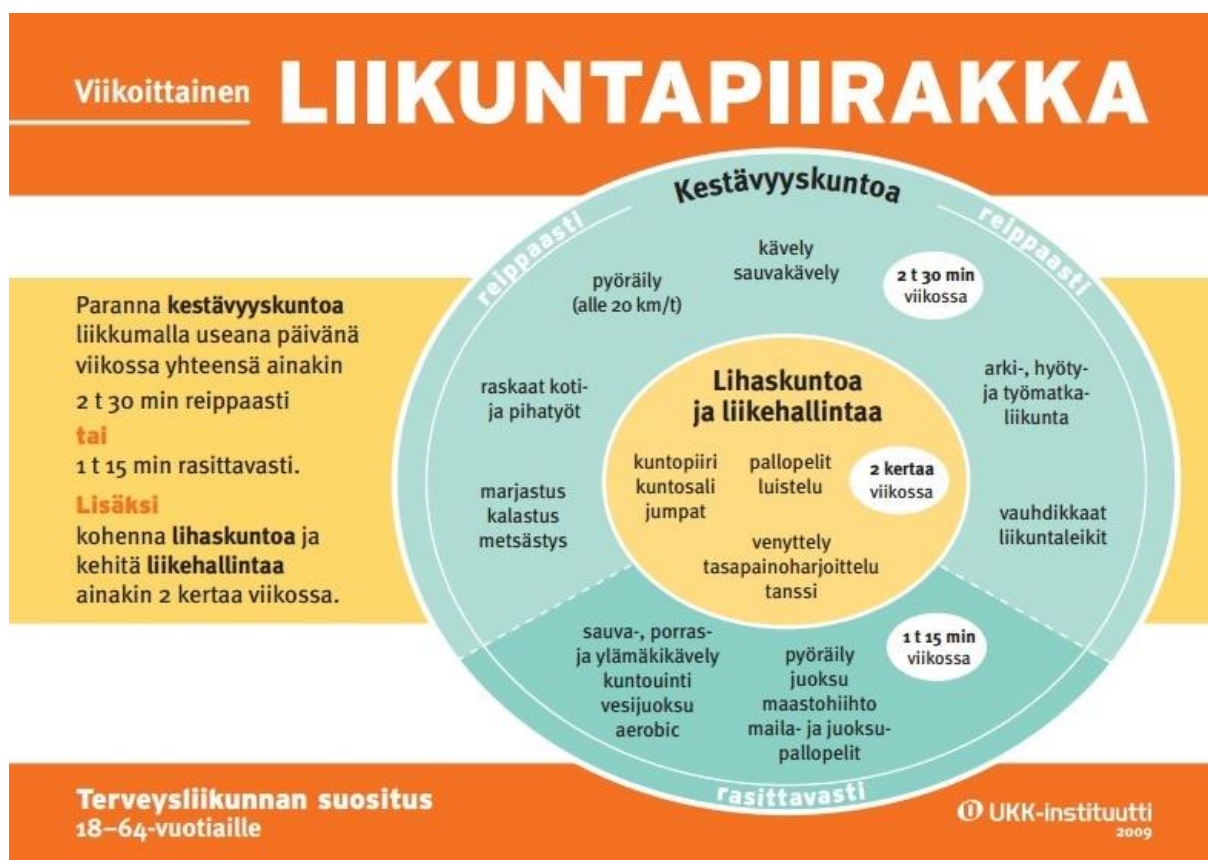 Viikoittainen LIIKUNTAPIIRAKKA
Paranna kestävyyskuntoa
liikkumalla useana päivänä
viikossa yhteensä ainakin
2 t 30 min reippaasti
tai
1 t 15 min rasittavasti.
Lisäksi
kohenna lihaskuntoa ja
kehitä liikehallintaa
ainakin 2 kertaa viikossa.
Kestävyyskuntoa
reippaasti
reippaasti
kävely
sauvakävely
2 t 30 min
viikossa
pyöräily
(alle 20 km/t)
raskaat koti-
ja pihatyöt
marjastus
kalastus
metsästys
arki-, hyöty-
ja työmatka-
liikunta
vauhdikkaat
liikuntaleikit
Lihaskuntoa
ja liikehallintaa
kuntopiiri
kuntosali
jumpat
pallopelit
luistelu
2 kertaa
viikossa
venyttely
tasapainoharjoittelu
tanssi
sauva-, porras-
ja ylämäkikävely
kuntouinti
vesijuoksu
aerobic
pyöräily
juoksu
maastohiihto
maila- ja juoksu-
pallopelit
1 t 15 min
viikossa
rasittavasti
Terveysliikunnan suositus
18–64-vuotiaille
UKK-instituutti
2009